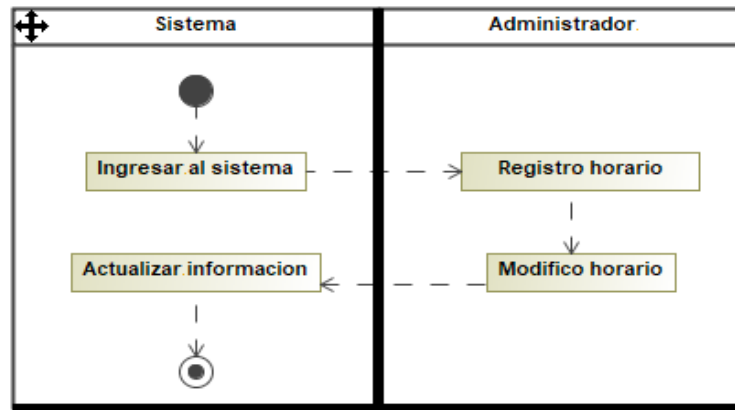 Sistema
Administrador
Ingresar al sistema
Registro horario
Actualizar informacion
Modifico horario